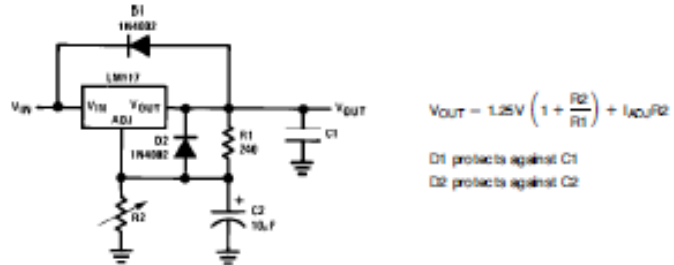 D1
1N4002
LM117
VIN
VIN VOUT
ADJ
VOUT
D2
1N4002
R1
240
C1
R2
+
C2
10µF
VOUT = 1.25V (1 + R2/R1) + IADJR2
D1 protects against C1
D2 protects against C2